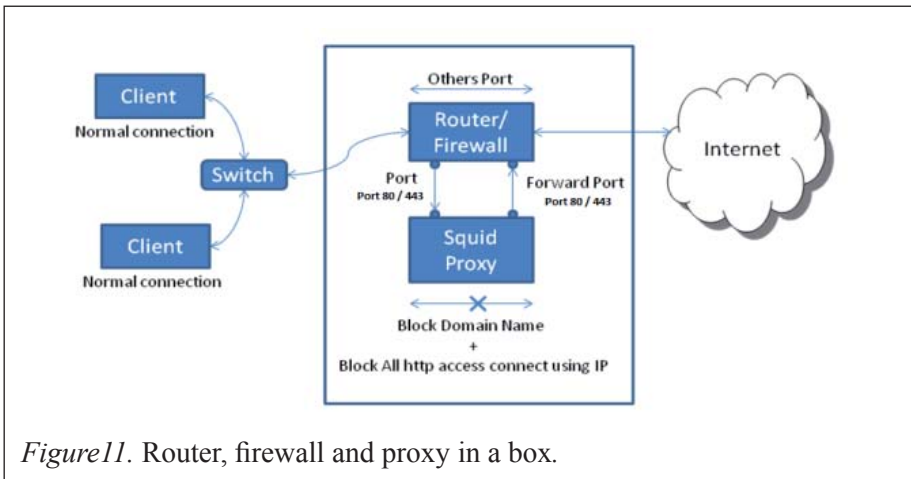 Client
Normal connection
Switch
Client
Normal connection
Others Port
Router/
Firewall
Port
Port 80 / 443
Forward Port
Port 80 / 443
Squid
Proxy
Block Domain Name
+
Block All http access connect using IP
Internet
Figure11. Router, firewall and proxy in a box.